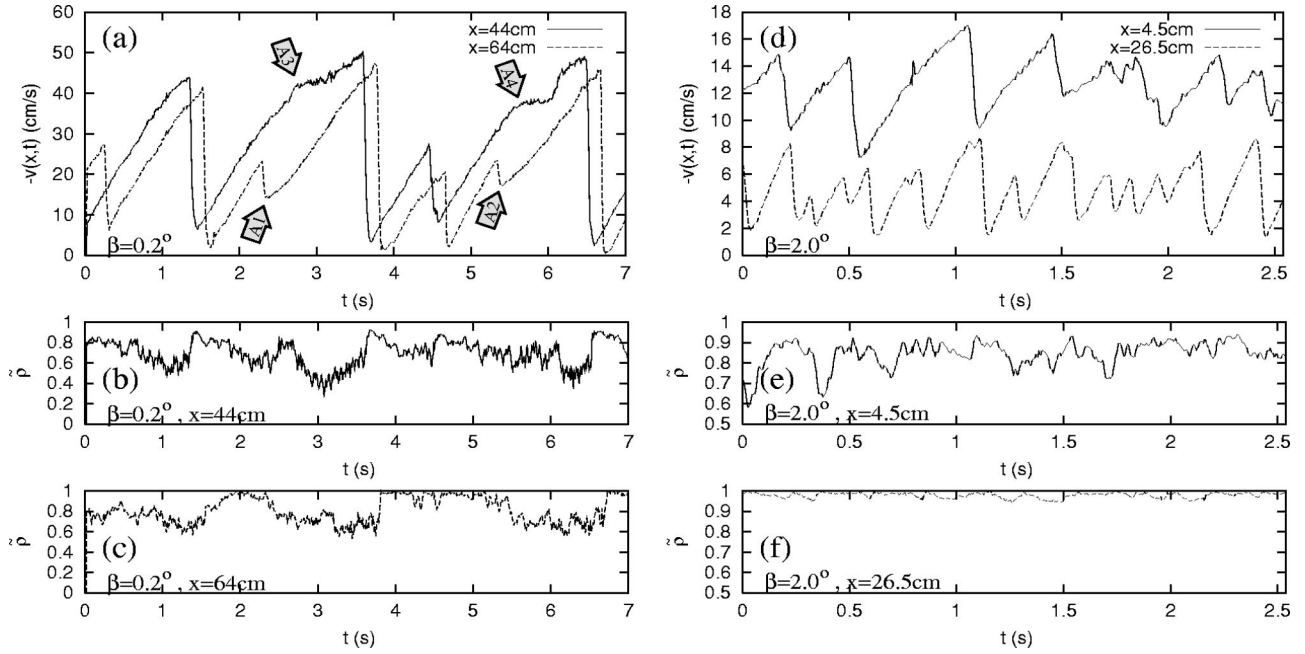 (a)
x=44cm
x=64cm
A3
A4
A1
A2
β=0.2°
-v(x,t) (cm/s)
60
50
40
30
20
10
0
0 1 2 3 4 5 6 7
t (s)
(b)
β=0.2° , x=44cm
ρ̃
1
0.8
0.6
0.4
0.2
0
0 1 2 3 4 5 6 7
t (s)
(c)
β=0.2° , x=64cm
ρ̃
1
0.8
0.6
0.4
0.2
0
0 1 2 3 4 5 6 7
t (s)
(d)
x=4.5cm
x=26.5cm
β=2.0°
-v(x,t) (cm/s)
18
16
14
12
10
8
6
4
2
0
0 0.5 1 1.5 2 2.5
t (s)
(e)
β=2.0° , x=4.5cm
ρ̃
1
0.9
0.8
0.7
0.6
0.5
0 0.5 1 1.5 2 2.5
t (s)
(f)
β=2.0° , x=26.5cm
ρ̃
1
0.9
0.8
0.7
0.6
0.5
0 0.5 1 1.5 2 2.5
t (s)